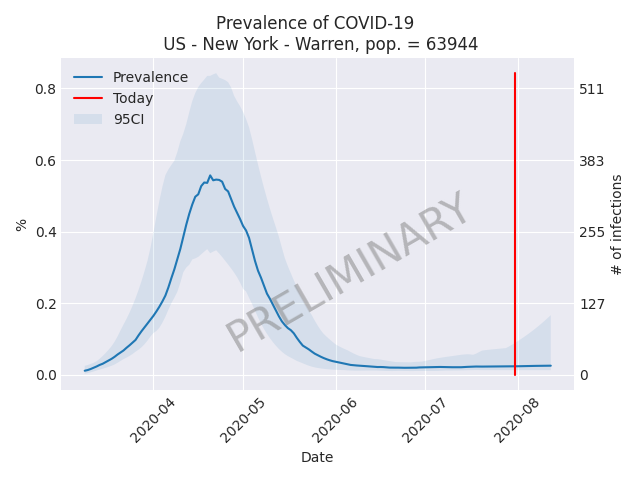 Prevalence of COVID-19
US - New York - Warren, pop. = 63944
Prevalence
Today
95CI
PRELIMINARY
%
0.8
0.6
0.4
0.2
0.0
511
383
255
127
0
# of infections
2020-04
2020-05
2020-06
2020-07
2020-08
Date